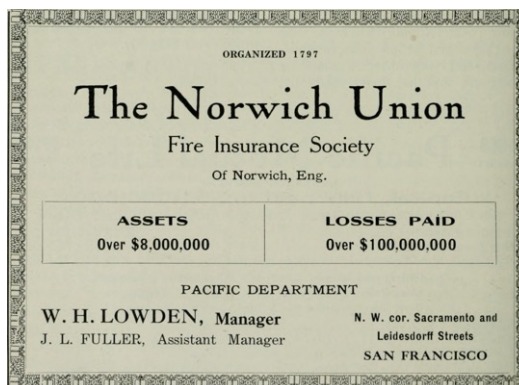 ORGANIZED 1797
The Norwich Union
Fire Insurance Society
Of Norwich, Eng.
ASSETS
Over $8,000,000
LOSSES PAID
Over $100,000,000
PACIFIC DEPARTMENT
W. H. LOWDEN, Manager
J. L. FULLER, Assistant Manager
N. W. cor. Sacramento and
Leidesdorff Streets
SAN FRANCISCO